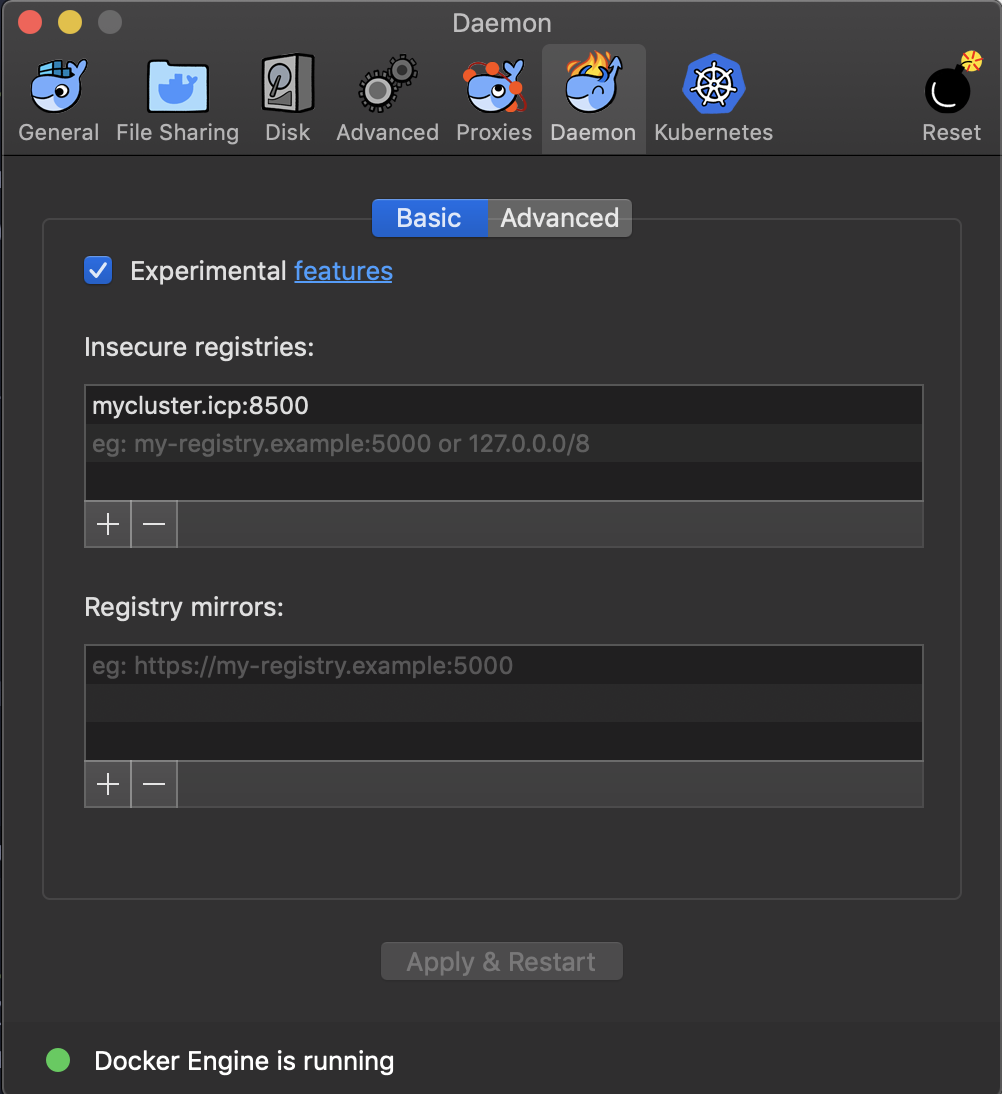 Daemon
General File Sharing Disk Advanced Proxies Daemon Kubernetes Reset
Basic Advanced
Experimental features
Insecure registries:
mycluster.icp:8500
eg: my-registry.example:5000 or 127.0.0.0/8
Registry mirrors:
eg: https://my-registry.example:5000
Apply & Restart
Docker Engine is running